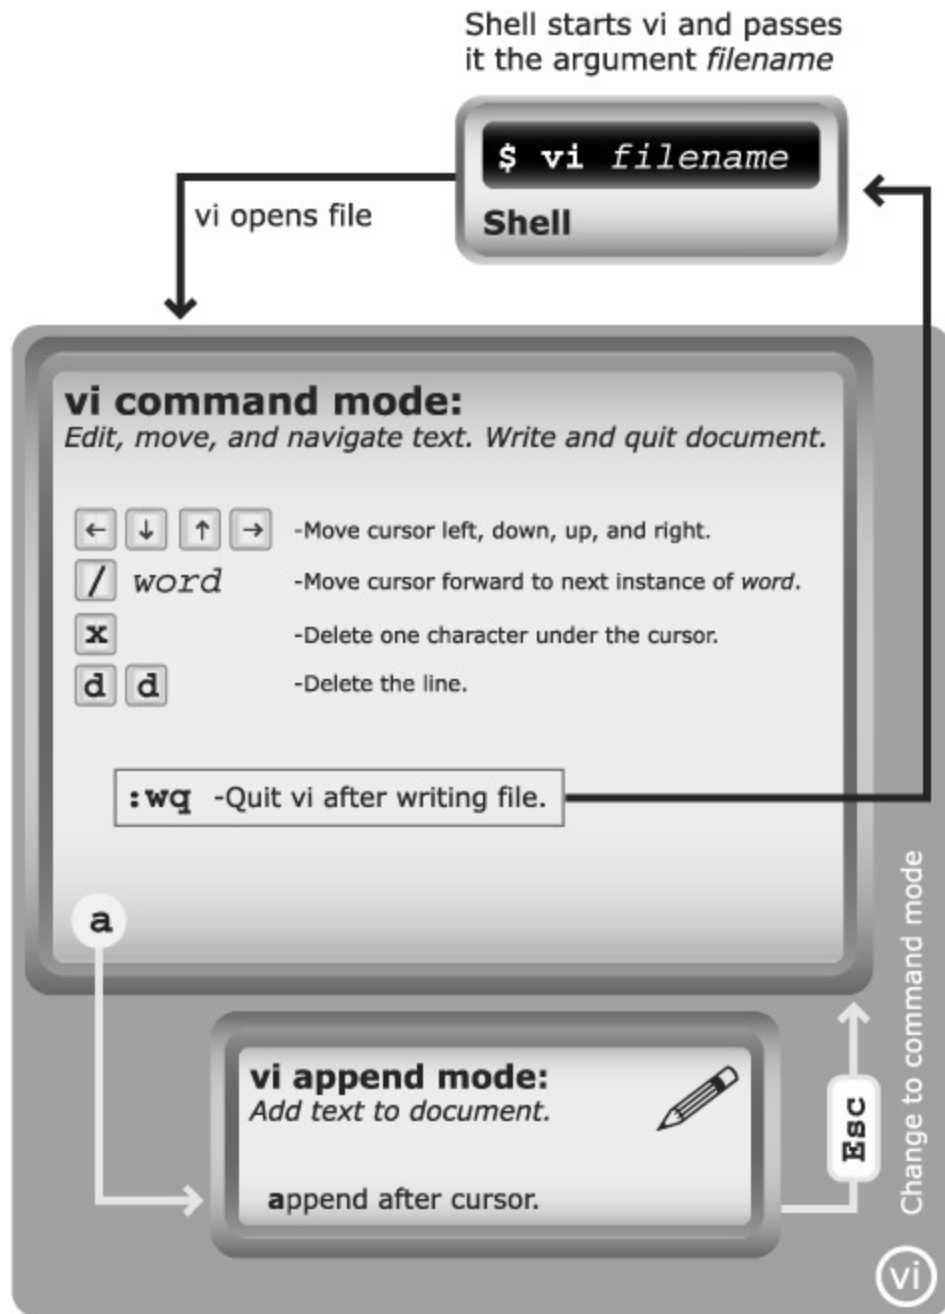 Shell starts vi and passes
it the argument filename
$ vi filename
Shell
vi opens file
vi command mode:
Edit, move, and navigate text. Write and quit document.
← ↓ ↑ → -Move cursor left, down, up, and right.
/ word -Move cursor forward to next instance of word.
x -Delete one character under the cursor.
d d -Delete the line.
:wq -Quit vi after writing file.
a
vi append mode:
Add text to document.
append after cursor.
Esc
Change to command mode
vi